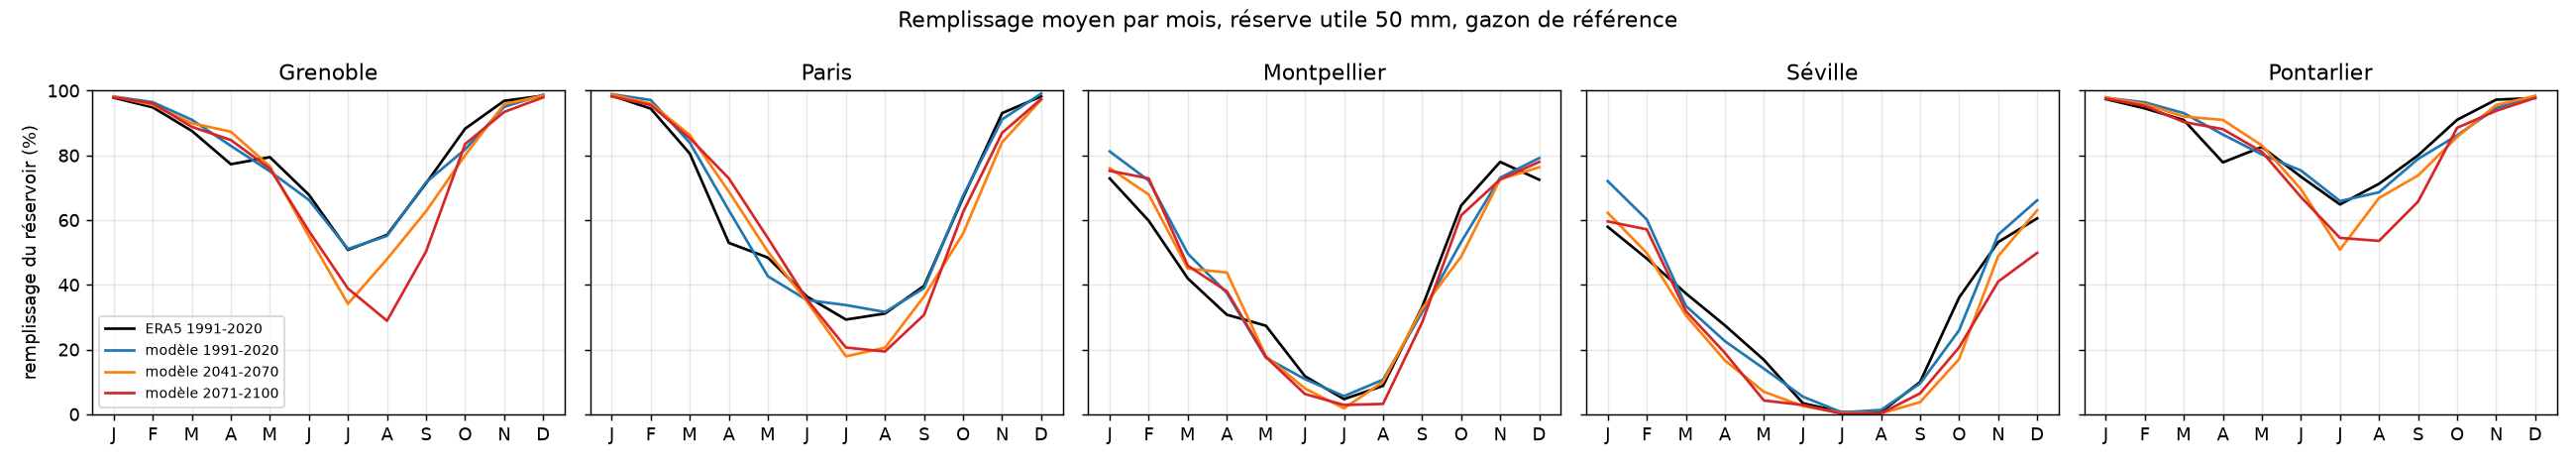 Remplissage moyen par mois, réserve utile 50 mm, gazon de référence
Grenoble
Paris
Montpellier
Séville
Pontarlier
remplissage du réservoir (%)
100
80
60
40
20
0
ERA5 1991-2020
modèle 1991-2020
modèle 2041-2070
modèle 2071-2100
J F M A M J J A S O N D
J F M A M J J A S O N D
J F M A M J J A S O N D
J F M A M J J A S O N D
J F M A M J J A S O N D